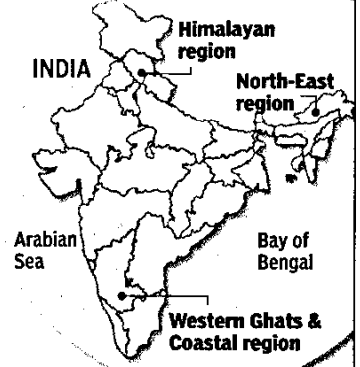 Himalayan
region
INDIA
North-East
region
Arabian
Sea
Bay of
Bengal
Western Ghats &
Coastal region